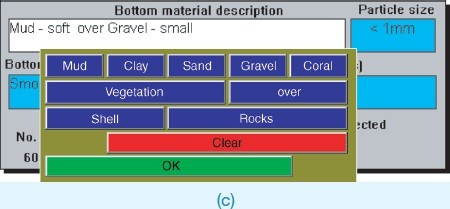 Bottom material description Particle size
Mud - soft over Gravel - small < 1mm
Mud Clay Sand Gravel Coral
Botto
Smo Vegetation over
Shell Rocks
No. Clear ected
60 OK
(c)